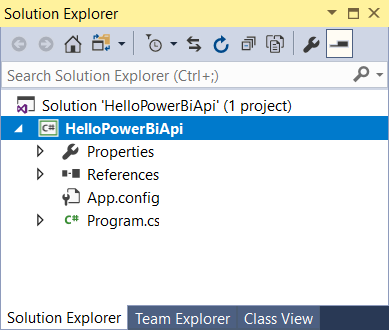 Solution Explorer
Search Solution Explorer (Ctrl+;)
Solution 'HelloPowerBiApi' (1 project)
C# HelloPowerBiApi
Properties
References
App.config
C# Program.cs
Solution Explorer Team Explorer Class View